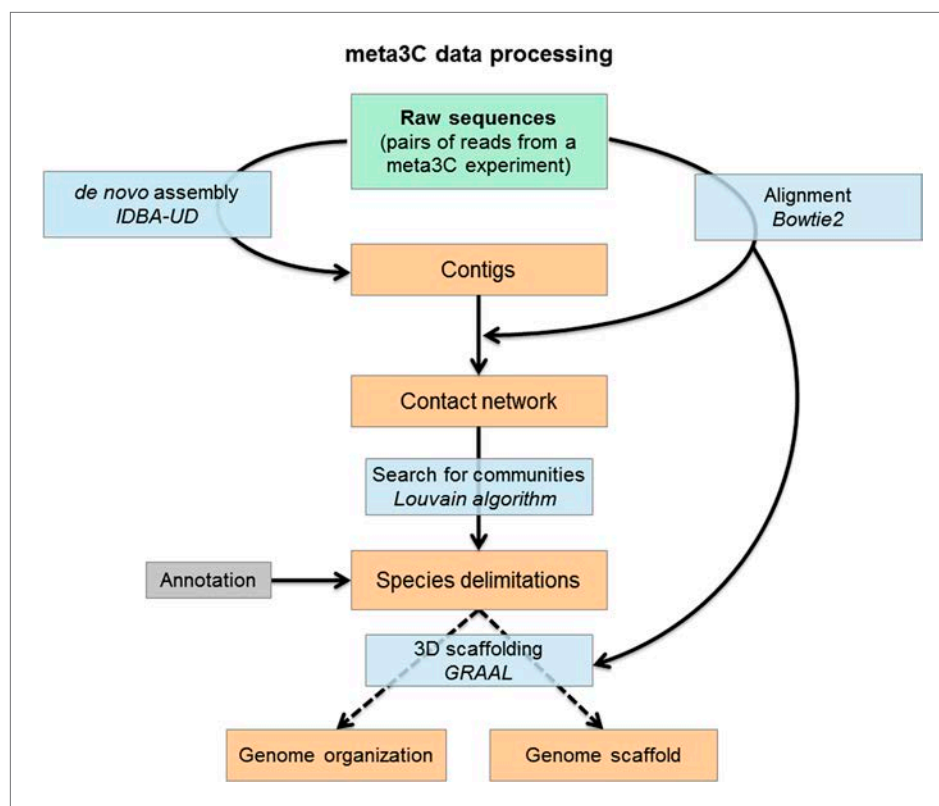 meta3C data processing
Raw sequences
(pairs of reads from a
meta3C experiment)
de novo assembly
IDBA-UD
Alignment
Bowtie2
Contigs
Contact network
Search for communities
Louvain algorithm
Annotation
Species delimitations
3D scaffolding
GRAAL
Genome organization
Genome scaffold